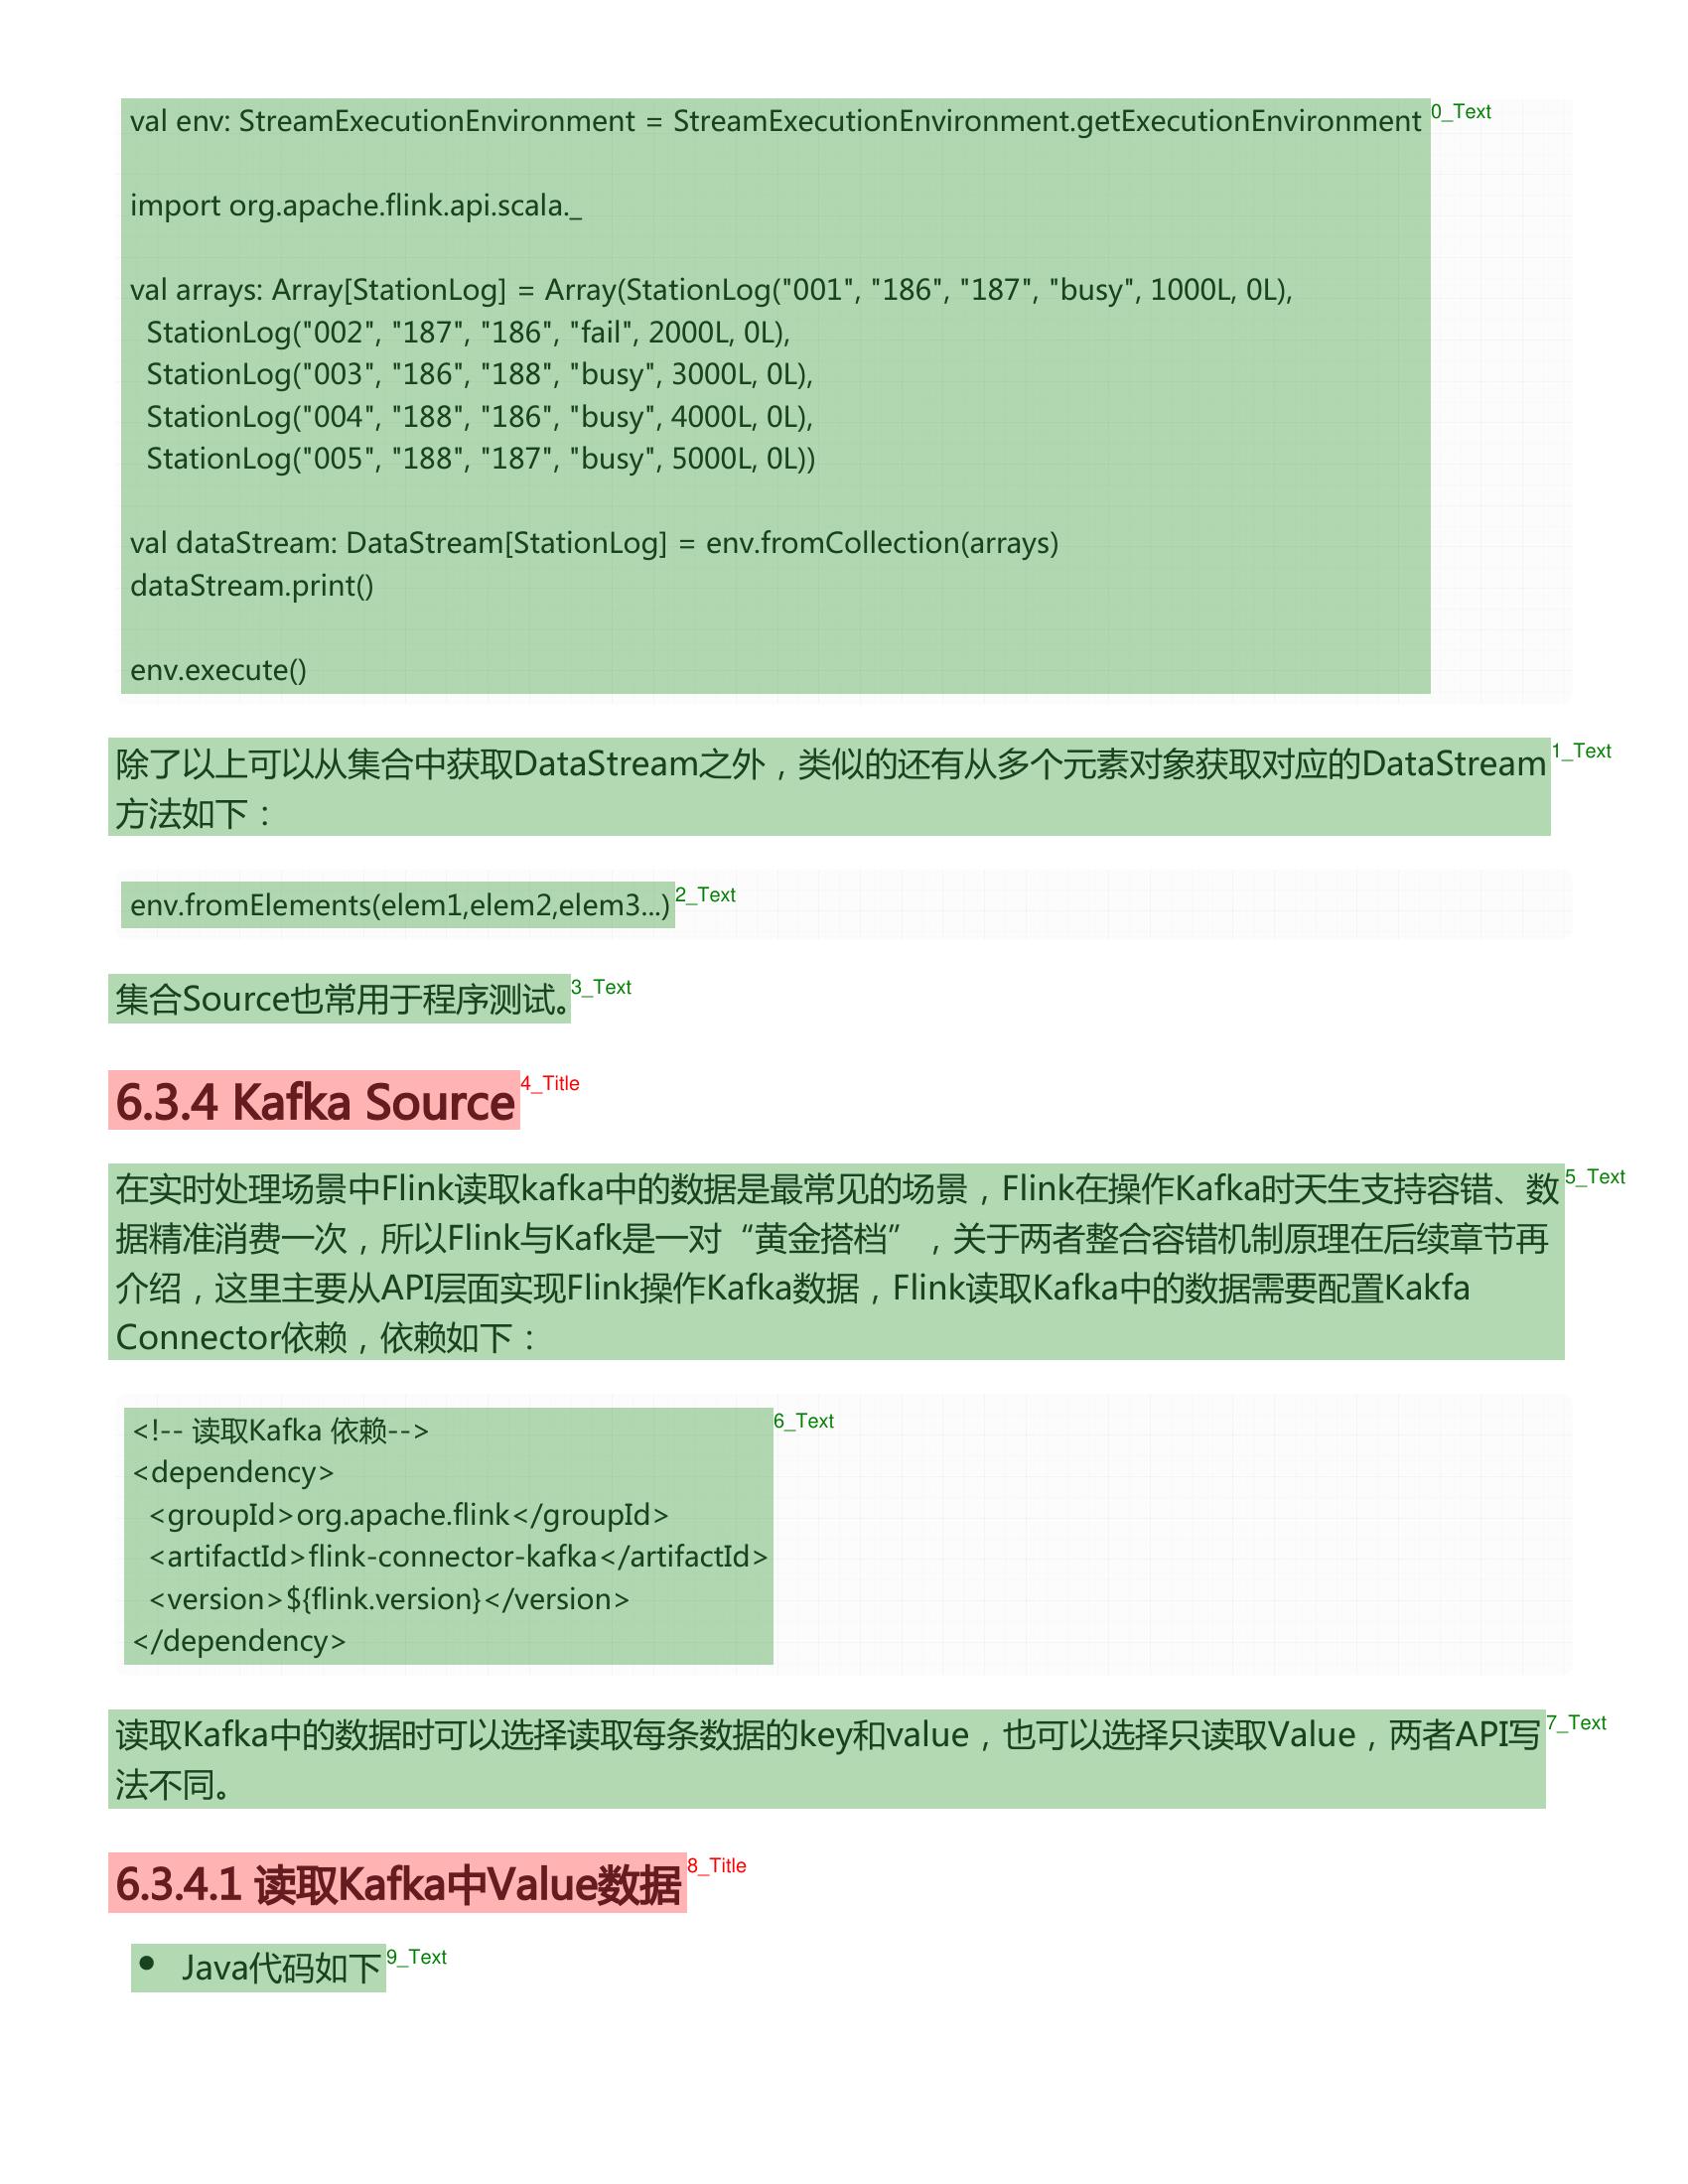 val env: StreamExecutionEnvironment = StreamExecutionEnvironment.getExecutionEnvironment
0_Text
import org.apache.flink.api.scala._
val arrays: Array[StationLog] = Array(StationLog("001", "186", "187", "busy", 1000L, 0L),
StationLog("002", "187", "186", "fail", 2000L, 0L),
StationLog("003", "186", "188", "busy", 3000L, 0L),
StationLog("004", "188", "186", "busy", 4000L, 0L),
StationLog("005", "188", "187", "busy", 5000L, 0L))
val dataStream: DataStream[StationLog] = env.fromCollection(arrays)
dataStream.print()
env.execute()
除了以上可以从集合中获取DataStream之外，类似的还有从多个元素对象获取对应的DataStream
1_Text
方法如下：
env.fromElements(elem1,elem2,elem3...)
2_Text
集合Source也常用于程序测试。
3_Text
6.3.4 Kafka Source
4_Title
在实时处理场景中Flink读取kafka中的数据是最常见的场景，Flink在操作Kafka时天生支持容错、数
5_Text
据精准消费一次，所以Flink与Kafk是一对“黄金搭档”，关于两者整合容错机制原理在后续章节再
介绍，这里主要从API层面实现Flink操作Kafka数据，Flink读取Kafka中的数据需要配置Kakfa
Connector依赖，依赖如下：
<!-- 读取Kafka 依赖-->
6_Text
<dependency>
<groupId>org.apache.flink</groupId>
<artifactId>flink-connector-kafka</artifactId>
<version>${flink.version}</version>
</dependency>
读取Kafka中的数据时可以选择读取每条数据的key和value，也可以选择只读取Value，两者API写
7_Text
法不同。
6.3.4.1 读取Kafka中Value数据
8_Title
● Java代码如下
9_Text